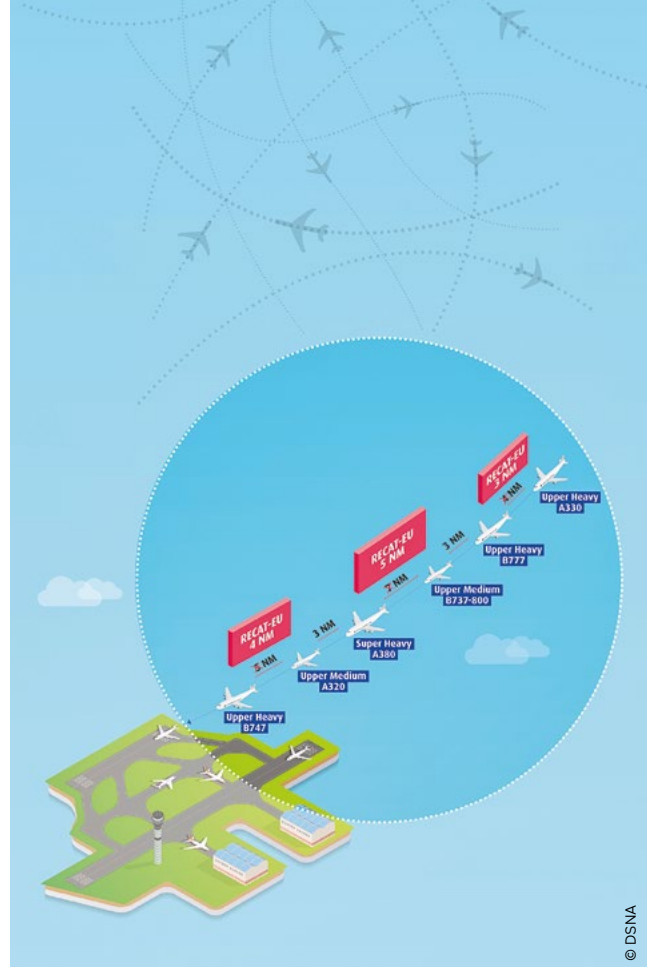 RECAT-EU
3 NM
4 NM
Upper Heavy
A330
RECAT-EU
5 NM
3 NM
Upper Heavy
B777
7 NM
Upper Medium
B737-800
RECAT-EU
4 NM
3 NM
Super Heavy
A380
5 NM
Upper Medium
A320
Upper Heavy
B747
© DSNA